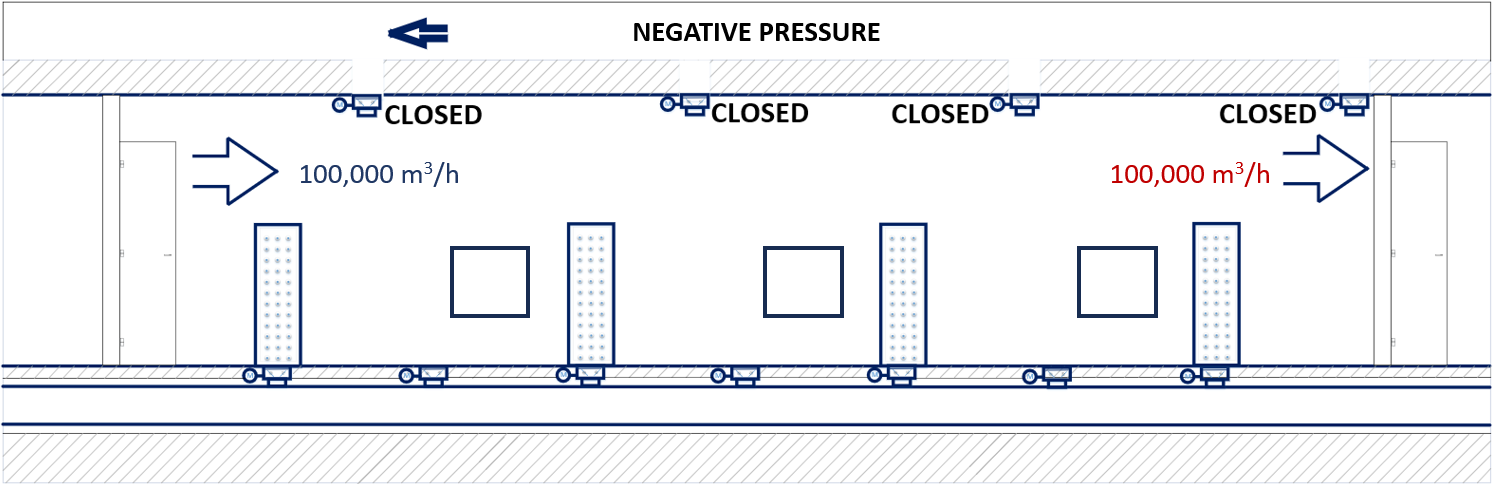 NEGATIVE PRESSURE
CLOSED
CLOSED
CLOSED
CLOSED
100,000 m³/h
100,000 m³/h